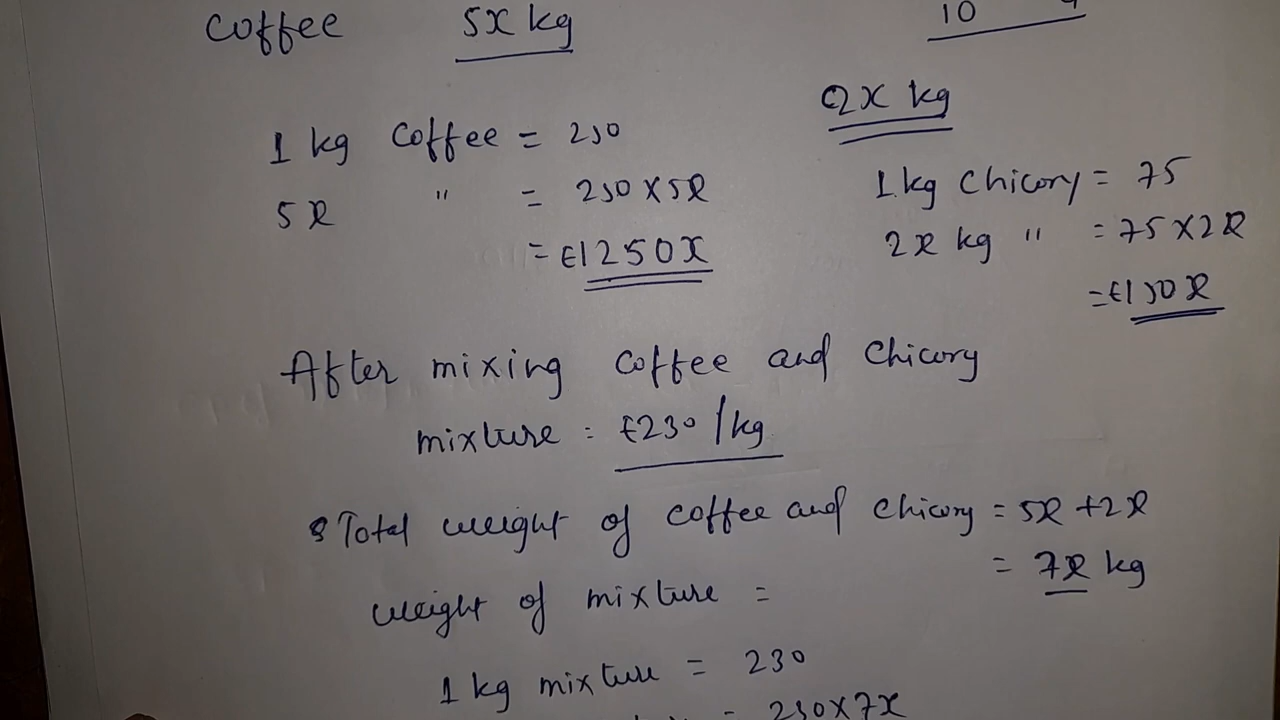 Coffee 5x kg
10
2x kg
1 kg Coffee = 250
5x " = 250 X 5x
= ₹1250x
1 kg Chicory = 75
2x kg " = 75 X 2x
= ₹150x
After mixing coffee and chicory
mixture = ₹230/kg
Total weight of coffee and chicory = 5x + 2x
= 7x kg
weight of mixture =
1 kg mixture = 230
= 230X7x